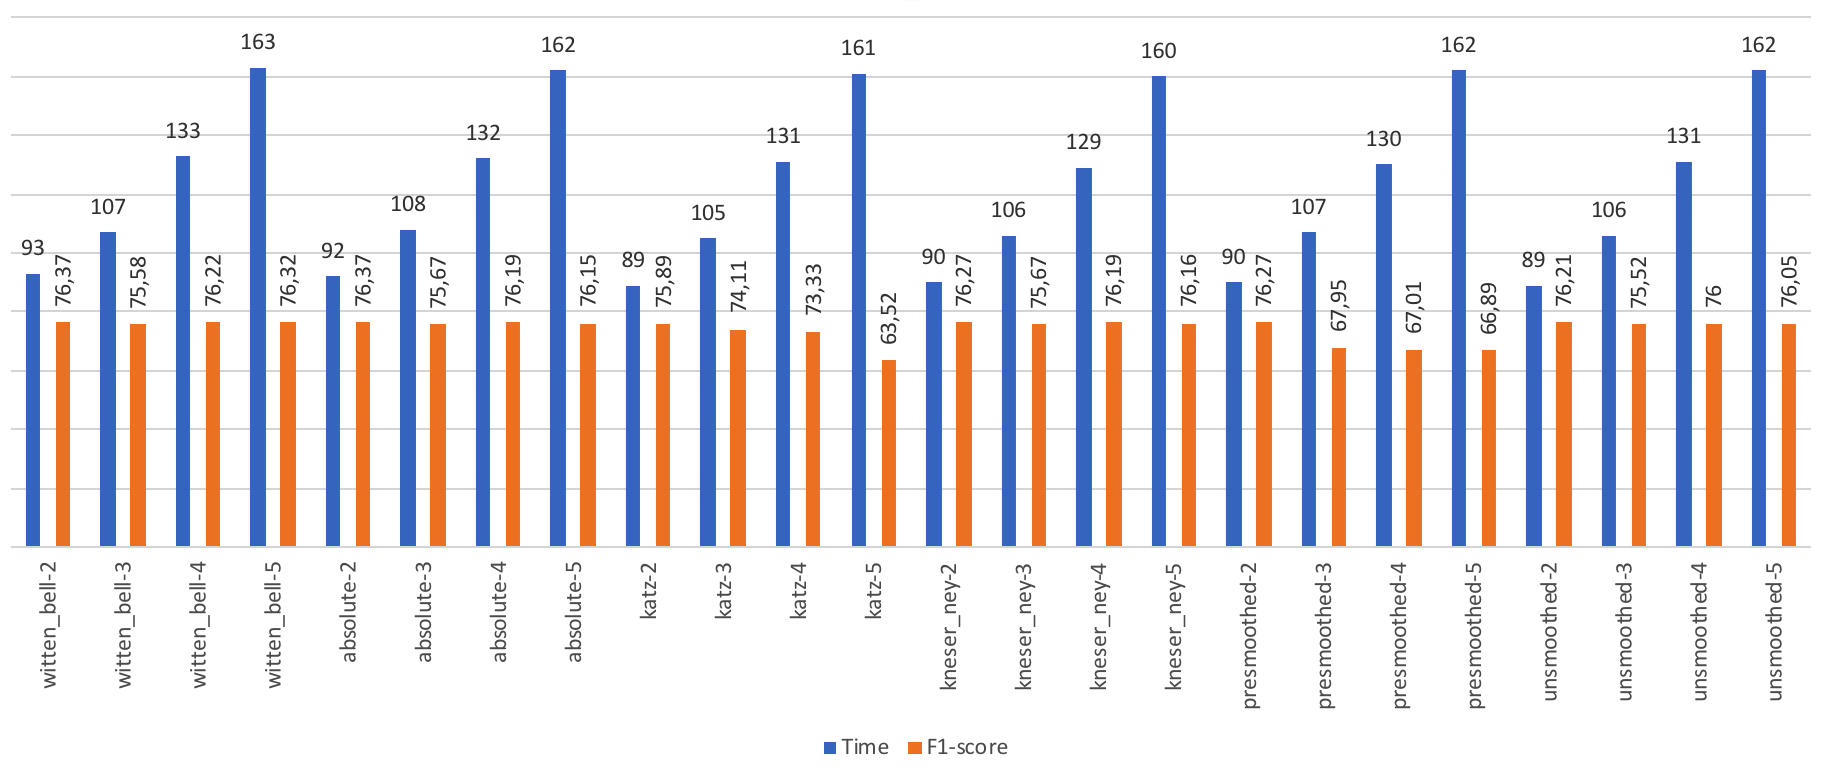 93
76,37
107
75,58
133
76,22
163
76,32
92
76,37
108
75,67
132
76,19
162
76,15
89
75,89
105
74,11
131
73,33
161
63,52
90
76,27
106
75,67
129
76,19
160
76,16
90
76,27
107
67,95
130
67,01
162
66,89
89
76,21
106
75,52
131
76
162
76,05
witten_bell-2
witten_bell-3
witten_bell-4
witten_bell-5
absolute-2
absolute-3
absolute-4
absolute-5
katz-2
katz-3
katz-4
katz-5
kneser_ney-2
kneser_ney-3
kneser_ney-4
kneser_ney-5
presmoothed-2
presmoothed-3
presmoothed-4
presmoothed-5
unsmoothed-2
unsmoothed-3
unsmoothed-4
unsmoothed-5
Time F1-score